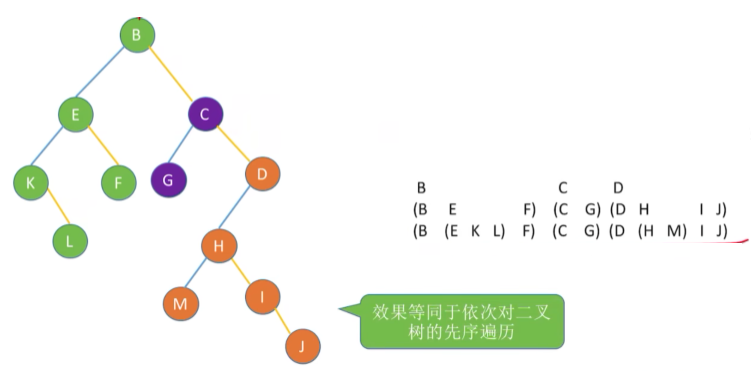 B
E
C
K
F
G
D
L
H
M
I
J
B C D
(B E F) (C G) (D H I J)
(B (E K L) F) (C G) (D (H M) I J)
效果等同于依次对二叉
树的先序遍历